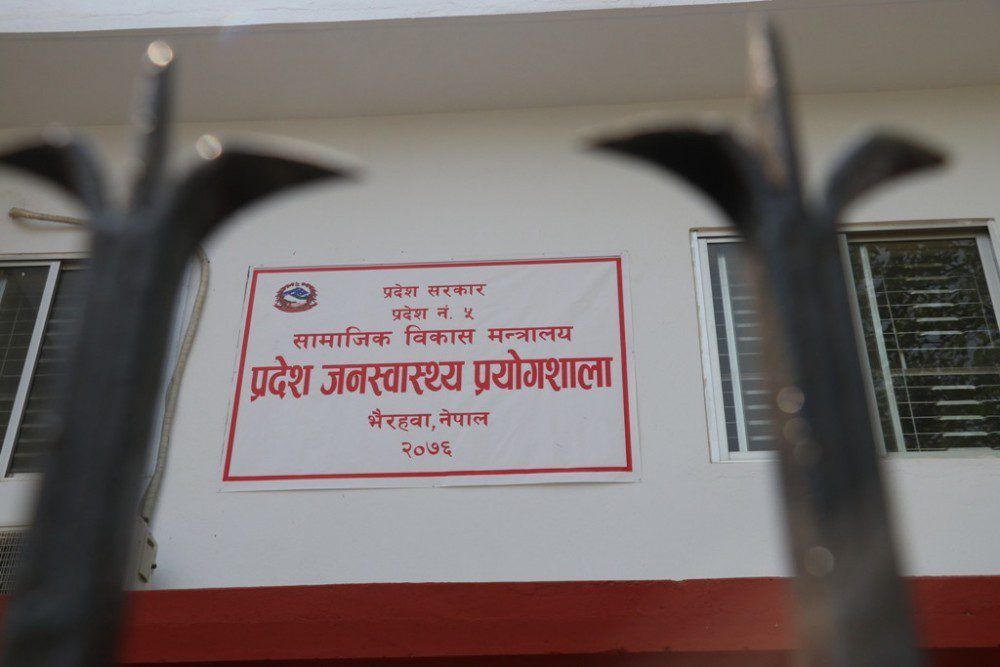 प्रदेश सरकार
प्रदेश नं. ५
सामाजिक विकास मन्त्रालय
प्रदेश जनस्वास्थ्य प्रयोगशाला
भैरहवा, नेपाल
२०७६